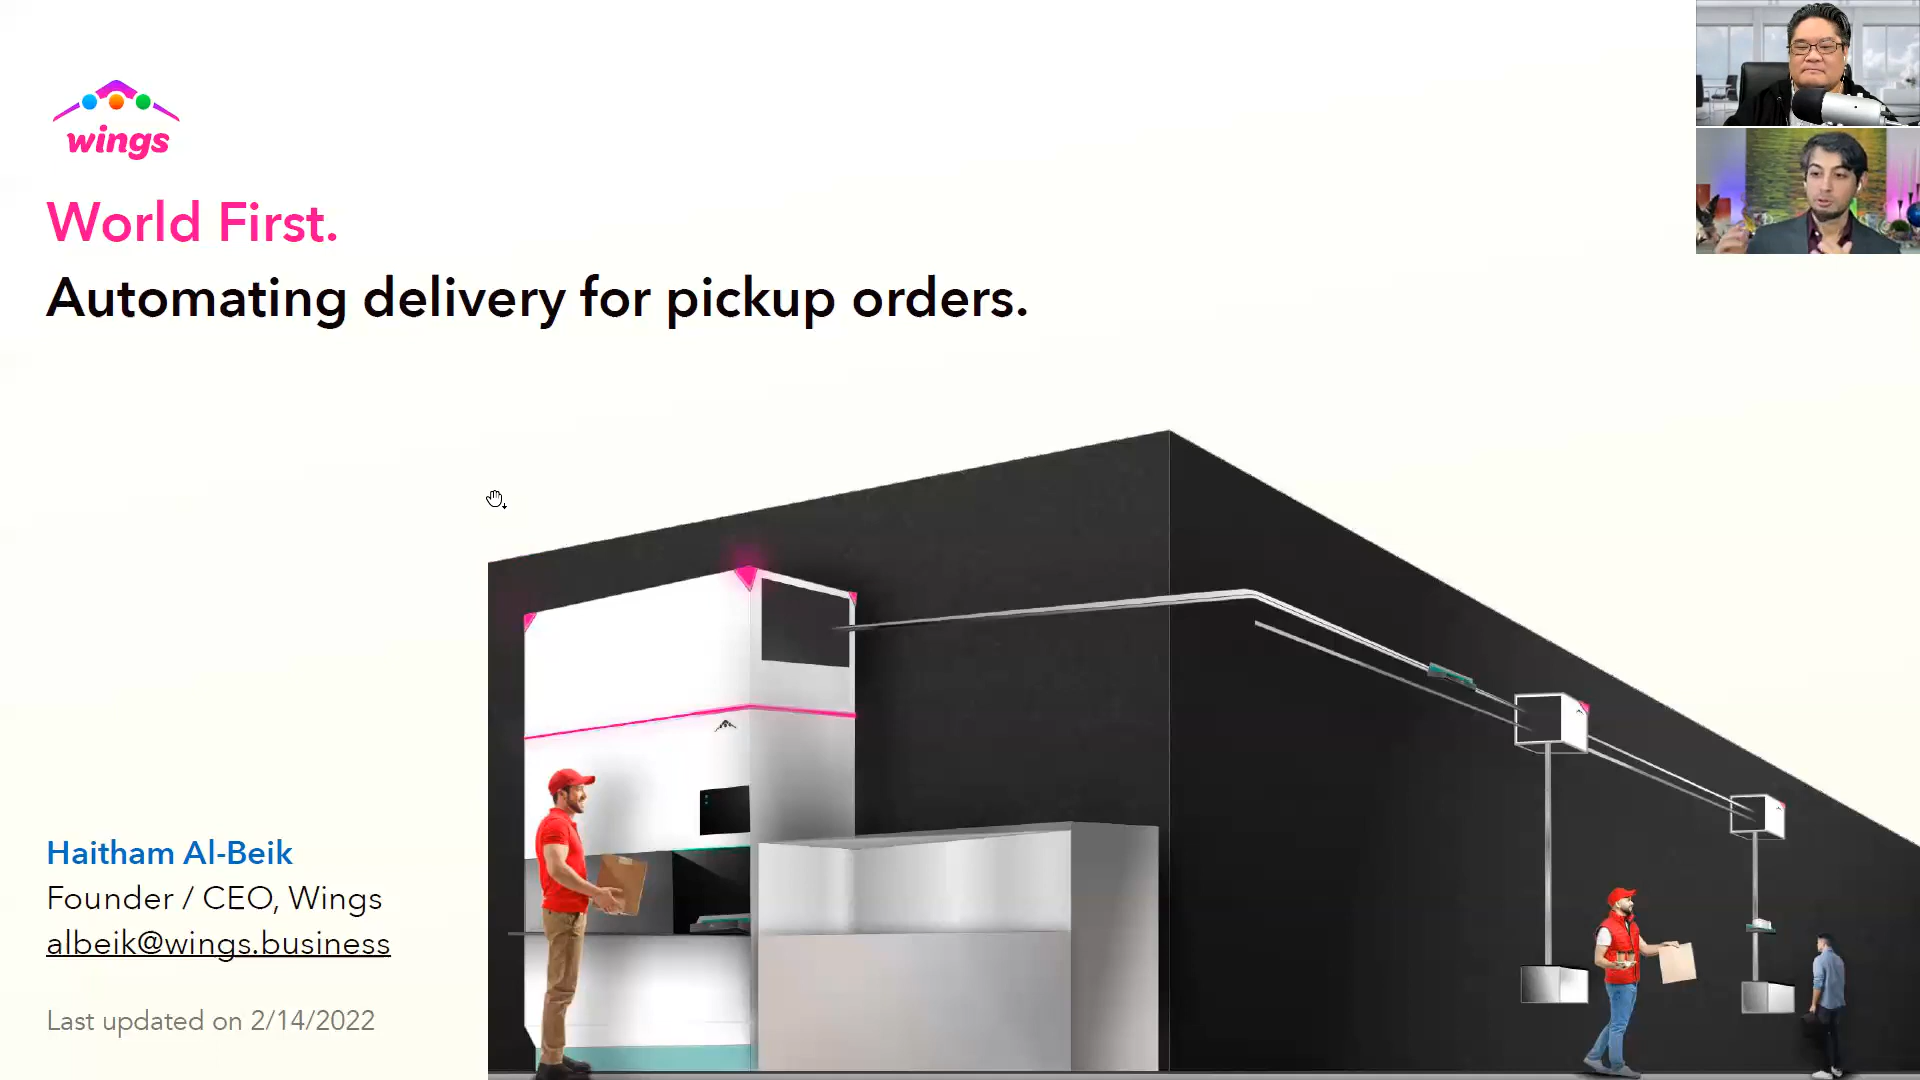 wings
World First.
Automating delivery for pickup orders.
Haitham Al-Beik
Founder / CEO, Wings
albeik@wings.business
Last updated on 2/14/2022